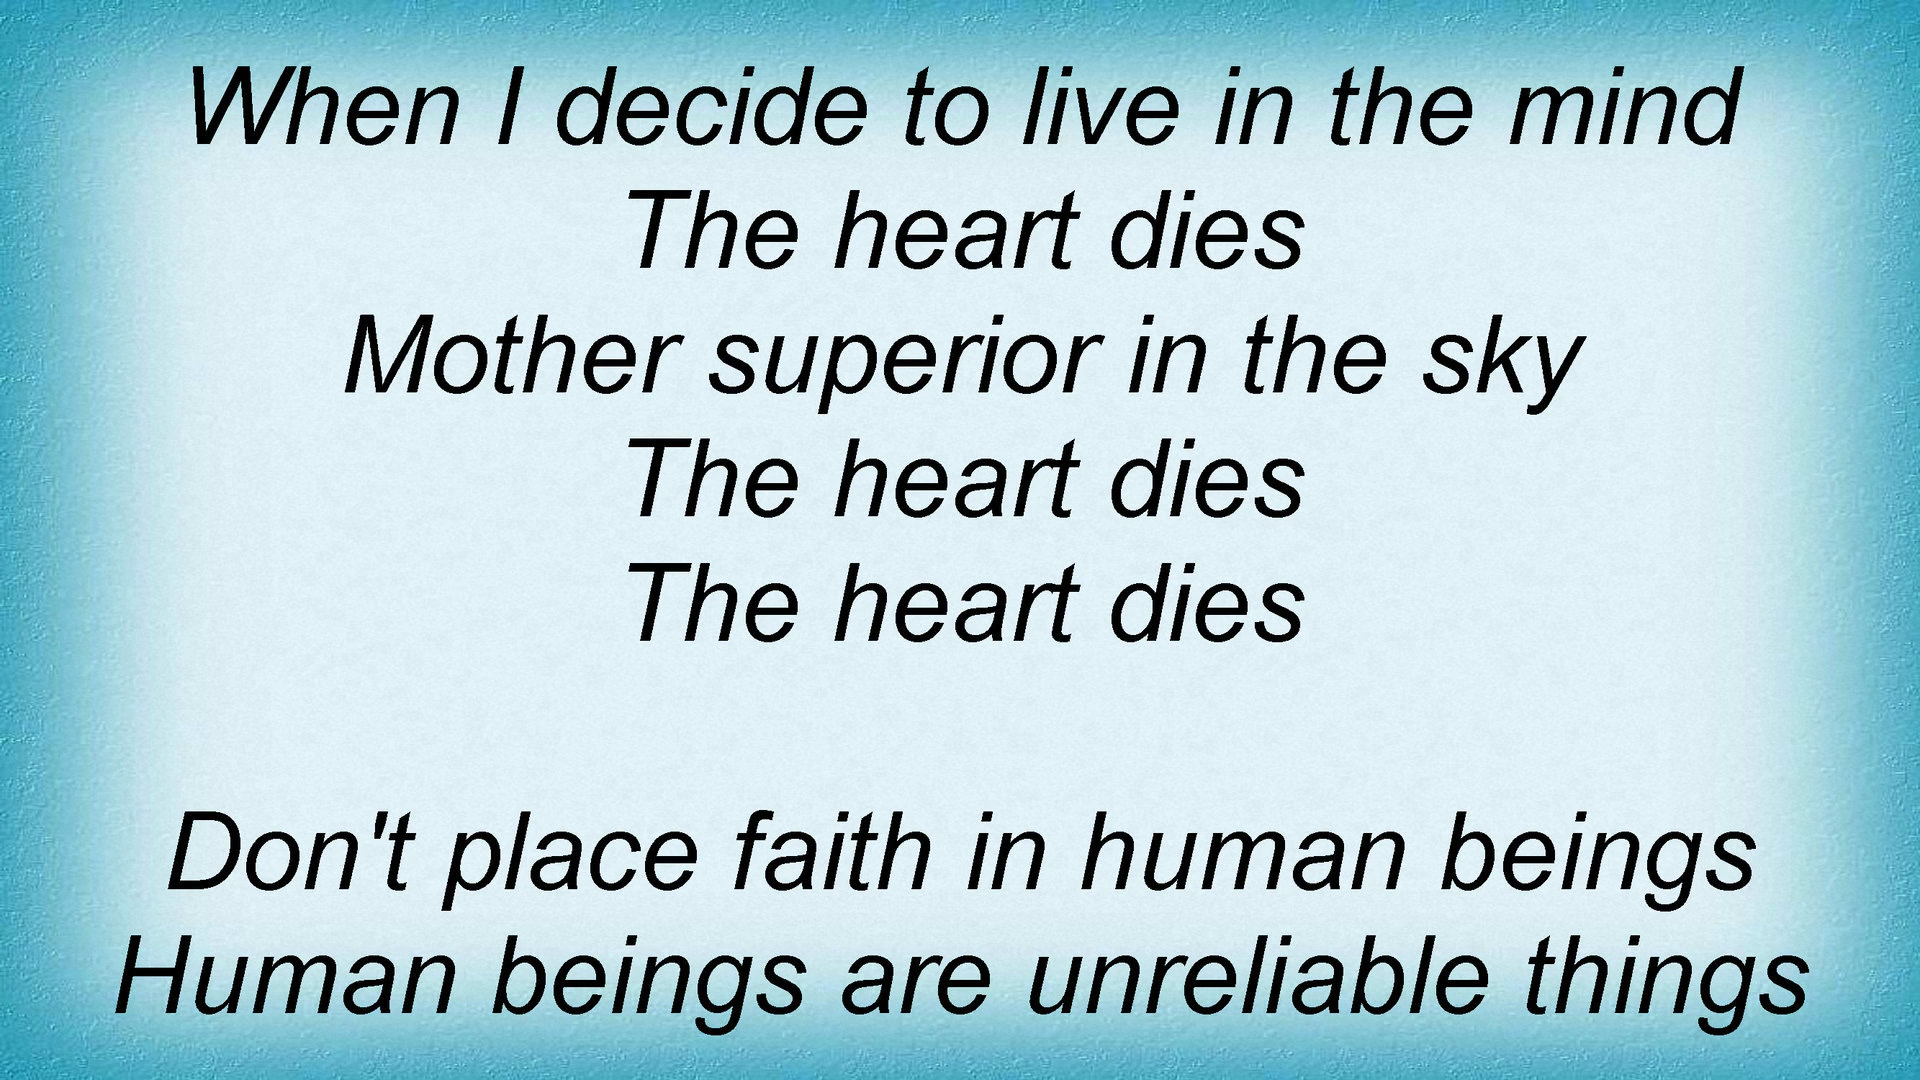 When I decide to live in the mind
The heart dies
Mother superior in the sky
The heart dies
The heart dies
Don't place faith in human beings
Human beings are unreliable things